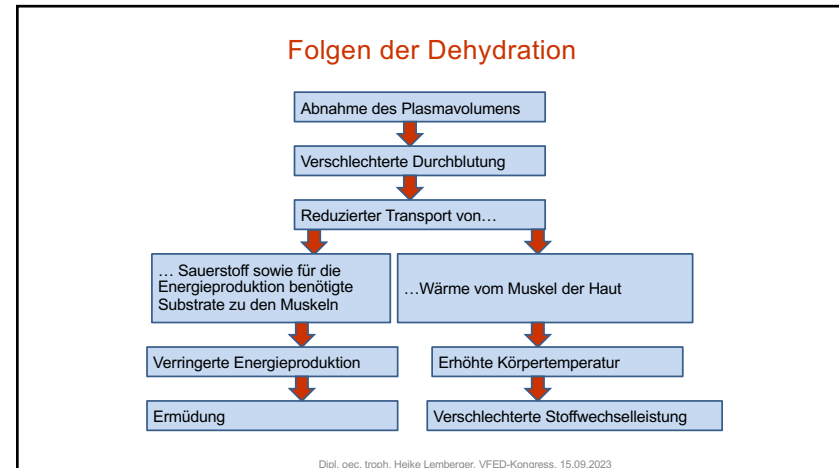 Folgen der Dehydration
Abnahme des Plasmavolumens
Verschlechterte Durchblutung
Reduzierter Transport von…
… Sauerstoff sowie für die
Energieproduktion benötigte
Substrate zu den Muskeln
…Wärme vom Muskel der Haut
Verringerte Energieproduktion
Erhöhte Körpertemperatur
Ermüdung
Verschlechterte Stoffwechselleistung
Dipl. oec. troph. Heike Lemberger, VFED-Kongress, 15.09.2023